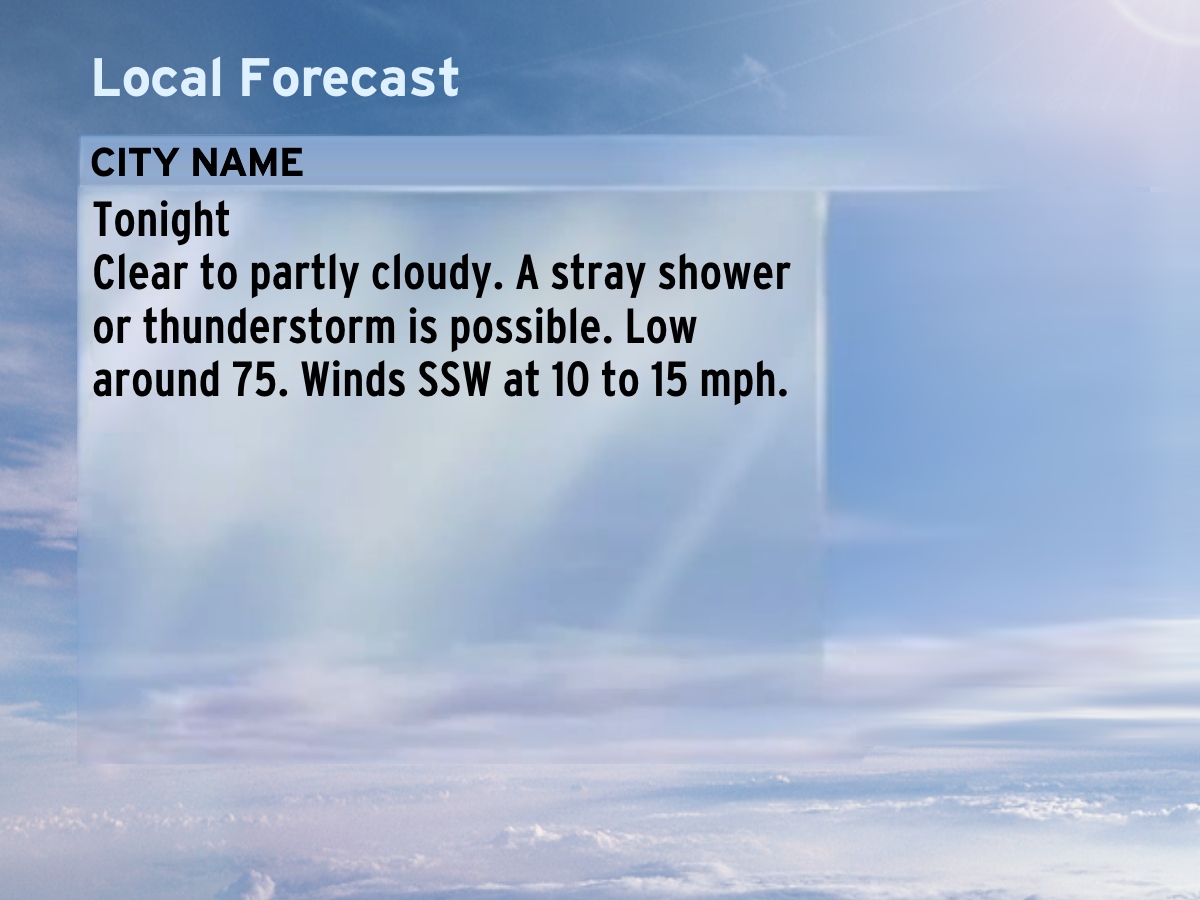 Local Forecast
CITY NAME
Tonight
Clear to partly cloudy. A stray shower
or thunderstorm is possible. Low
around 75. Winds SSW at 10 to 15 mph.